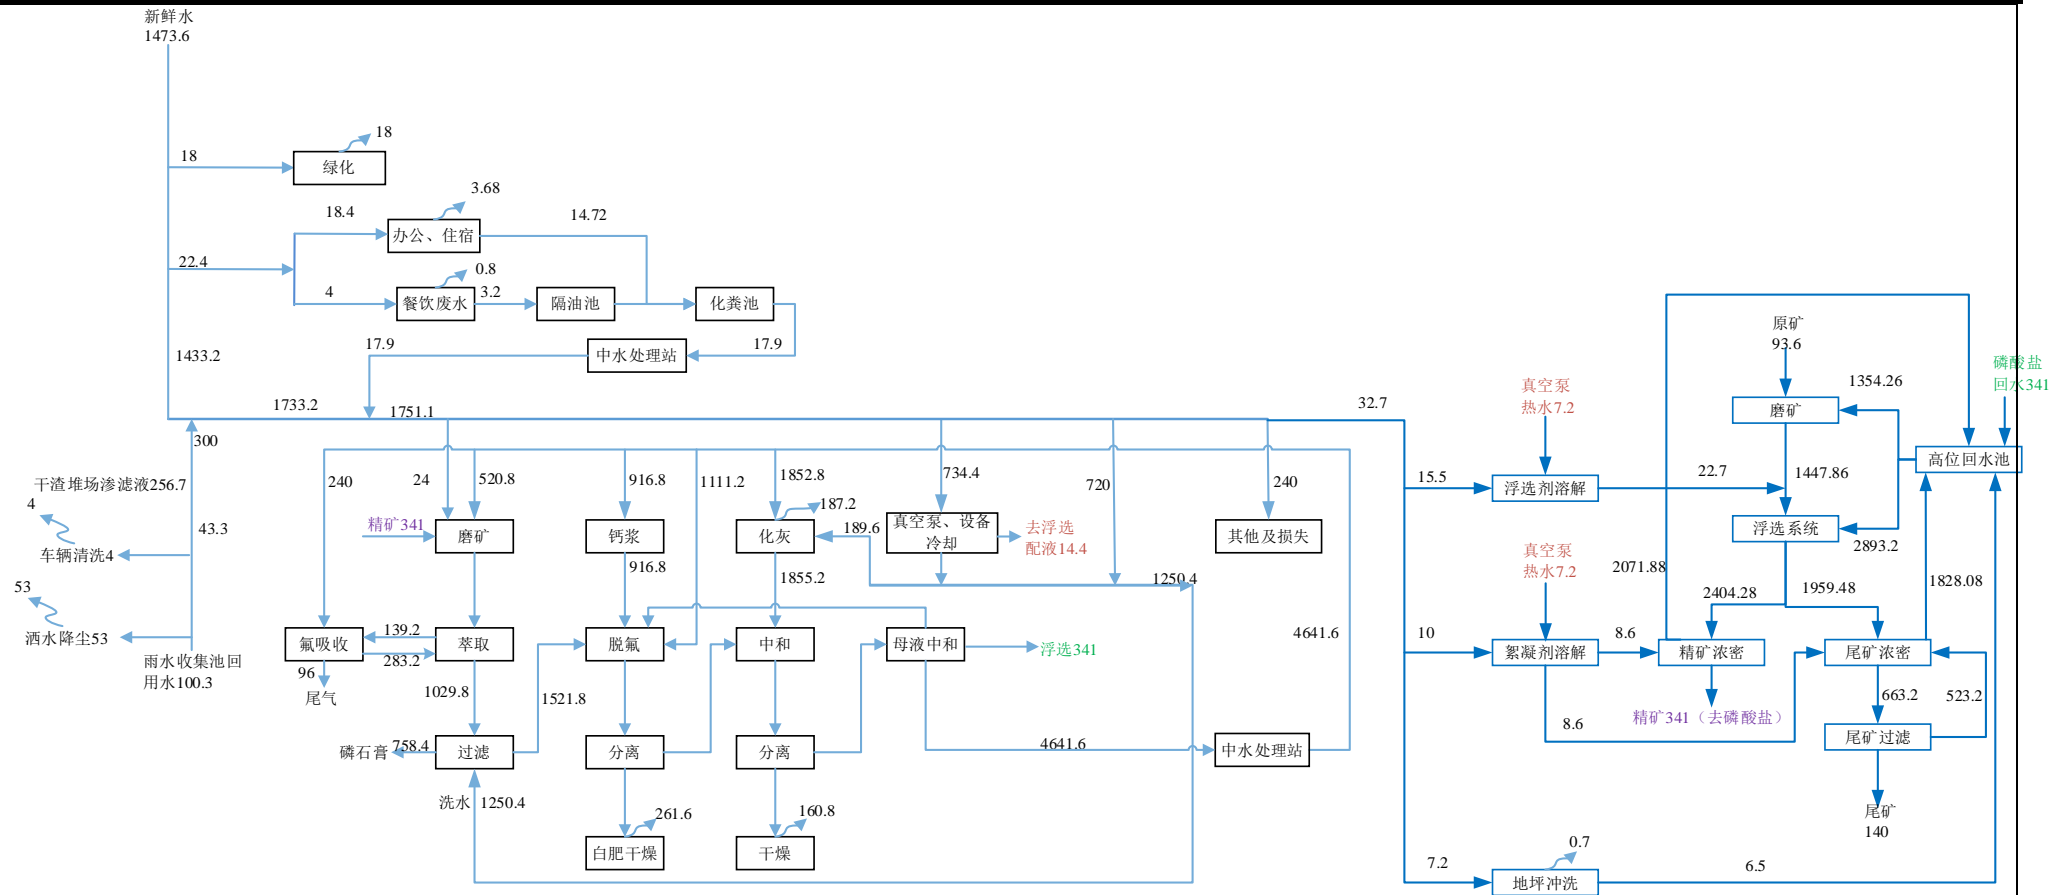 新鲜水
1473.6
18
18
绿化
3.68
18.4
办公、住宿
14.72
22.4
0.8
4
餐饮废水
3.2
隔油池
化粪池
1433.2
17.9
中水处理站
17.9
1733.2
1751.1
32.7
300
干渣堆场渗滤液256.7
4
43.3
车辆清洗4
53
洒水降尘53
雨水收集池回
用水100.3
240
24
520.8
916.8
1111.2
1852.8
187.2
734.4
720
240
精矿341
磨矿
钙浆
化灰
189.6
真空泵、设备
冷却
去浮选
配液14.4
其他及损失
916.8
1855.2
1250.4
氟吸收
139.2
283.2
萃取
脱氟
中和
母液中和
浮选341
4641.6
96
尾气
1029.8
1521.8
磷石膏
758.4
过滤
分离
分离
4641.6
中水处理站
洗水
1250.4
261.6
160.8
白肥干燥
干燥
原矿
93.6
磷酸盐
回水341
真空泵
热水7.2
1354.26
磨矿
高位回水池
15.5
浮选剂溶解
22.7
1447.86
浮选系统
2893.2
真空泵
热水7.2
2071.88
2404.28
1959.48
1828.08
10
絮凝剂溶解
8.6
精矿浓密
尾矿浓密
精矿341（去磷酸盐）
8.6
663.2
523.2
尾矿过滤
尾矿
140
7.2
0.7
地坪冲洗
6.5